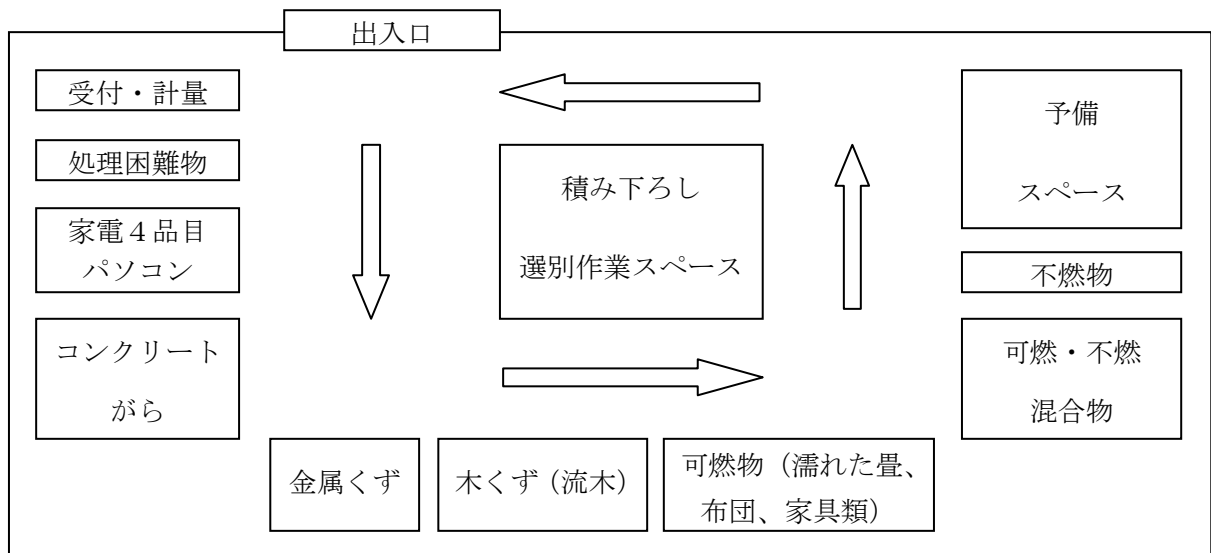 出入口
受付・計量
処理困難物
家電４品目
パソコン
コンクリート
がら
積み下ろし
選別作業スペース
予備
スペース
不燃物
可燃・不燃
混合物
金属くず
木くず（流木）
可燃物（濡れた畳、
布団、家具類）